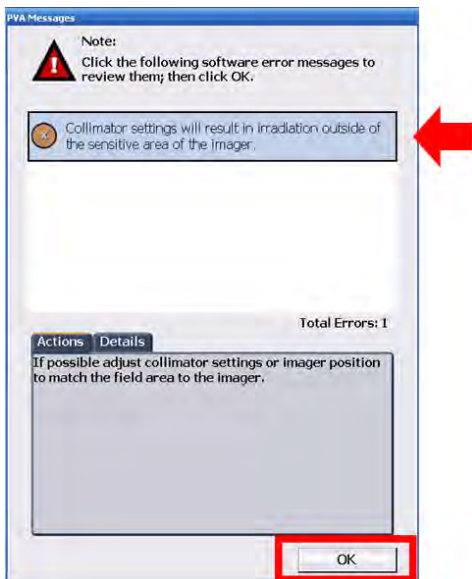 PVA Messages
Note:
Click the following software error messages to
review them; then click OK.
Collimator settings will result in irradiation outside of
the sensitive area of the imager.
Total Errors: 1
Actions Details
If possible adjust collimator settings or imager position
to match the field area to the imager.
OK